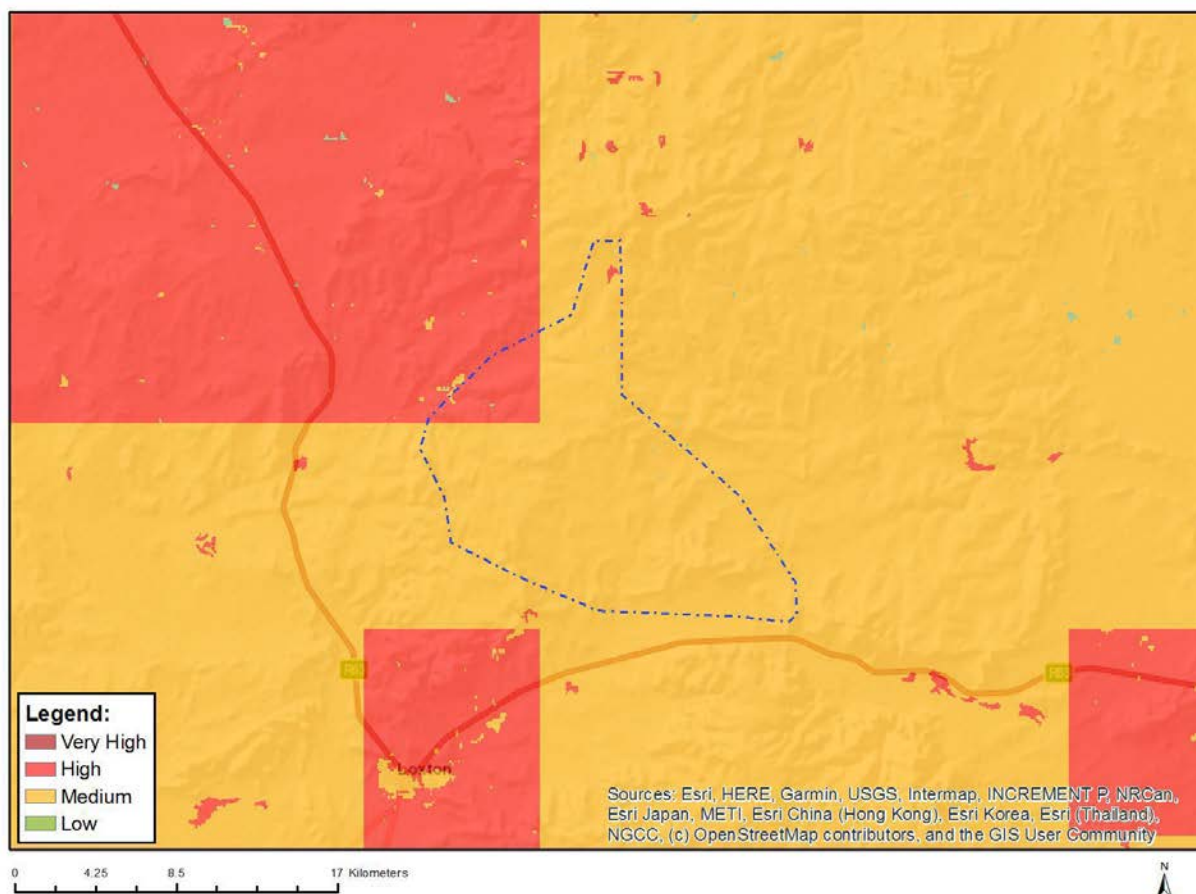 Loxton
Legend:
Very High
High
Medium
Low
Sources: Esri, HERE, Garmin, USGS, Intermap, INCREMENT P, NRCan,
Esri Japan, METI, Esri China (Hong Kong), Esri Korea, Esri (Thailand),
NGCC, (c) OpenStreetMap contributors, and the GIS User Community
0 4.25 8.5 17 Kilometers
N